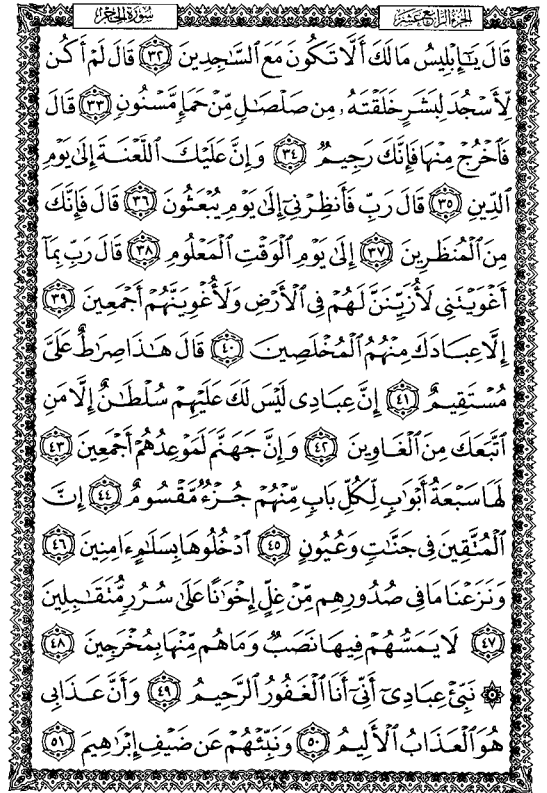 سُورَةُ الحِجْر الجزء الرابع عشر
قَالَ يَٰٓإِبۡلِيسُ مَالَكَ أَلَّا تَكُونَ مَعَ ٱلسَّٰجِدِينَ ٣٢ قَالَ لَمۡ أَكُن
لِّأَسۡجُدَ لِبَشَرٍ خَلَقۡتَهُۥ مِن صَلۡصَٰلٖ مِّنۡ حَمَإٖ مَّسۡنُونٖ ٣٣ قَالَ
فَٱخۡرُجۡ مِنۡهَا فَإِنَّكَ رَجِيمٞ ٣٤ وَإِنَّ عَلَيۡكَ ٱللَّعۡنَةَ إِلَىٰ يَوۡمِ
ٱلدِّينِ ٣٥ قَالَ رَبِّ فَأَنظِرۡنِيٓ إِلَىٰ يَوۡمِ يُبۡعَثُونَ ٣٦ قَالَ فَإِنَّكَ
مِنَ ٱلۡمُنظَرِينَ ٣٧ إِلَىٰ يَوۡمِ ٱلۡوَقۡتِ ٱلۡمَعۡلُومِ ٣٨ قَالَ رَبِّ بِمَآ
أَغۡوَيۡتَنِي لَأُزَيِّنَنَّ لَهُمۡ فِي ٱلۡأَرۡضِ وَلَأُغۡوِيَنَّهُمۡ أَجۡمَعِينَ ٣٩
إِلَّا عِبَادَكَ مِنۡهُمُ ٱلۡمُخۡلَصِينَ ٤٠ قَالَ هَٰذَا صِرَٰطٌ عَلَيَّ
مُسۡتَقِيمٌ ٤١ إِنَّ عِبَادِي لَيۡسَ لَكَ عَلَيۡهِمۡ سُلۡطَٰنٌ إِلَّا مَنِ
ٱتَّبَعَكَ مِنَ ٱلۡغَاوِينَ ٤٢ وَإِنَّ جَهَنَّمَ لَمَوۡعِدُهُمۡ أَجۡمَعِينَ ٤٣
لَهَا سَبۡعَةُ أَبۡوَٰبٖ لِّكُلِّ بَابٖ مِّنۡهُمۡ جُزۡءٞ مَّقۡسُومٌ ٤٤ إِنَّ
ٱلۡمُتَّقِينَ فِي جَنَّٰتٖ وَعُيُونٍ ٤٥ ٱدۡخُلُوهَا بِسَلَٰمٍ ءَامِنِينَ ٤٦
وَنَزَعۡنَا مَا فِي صُدُورِهِم مِّنۡ غِلٍّ إِخۡوَٰنًا عَلَىٰ سُرُرٖ مُّتَقَٰبِلِينَ
٤٧ لَا يَمَسُّهُمۡ فِيهَا نَصَبٞ وَمَا هُم مِّنۡهَا بِمُخۡرَجِينَ ٤٨
۞ نَبِّئۡ عِبَادِيٓ أَنِّيٓ أَنَا ٱلۡغَفُورُ ٱلرَّحِيمُ ٤٩ وَأَنَّ عَذَابِي
هُوَ ٱلۡعَذَابُ ٱلۡأَلِيمُ ٥٠ وَنَبِّئۡهُمۡ عَن ضَيۡفِ إِبۡرَٰهِيمَ ٥١